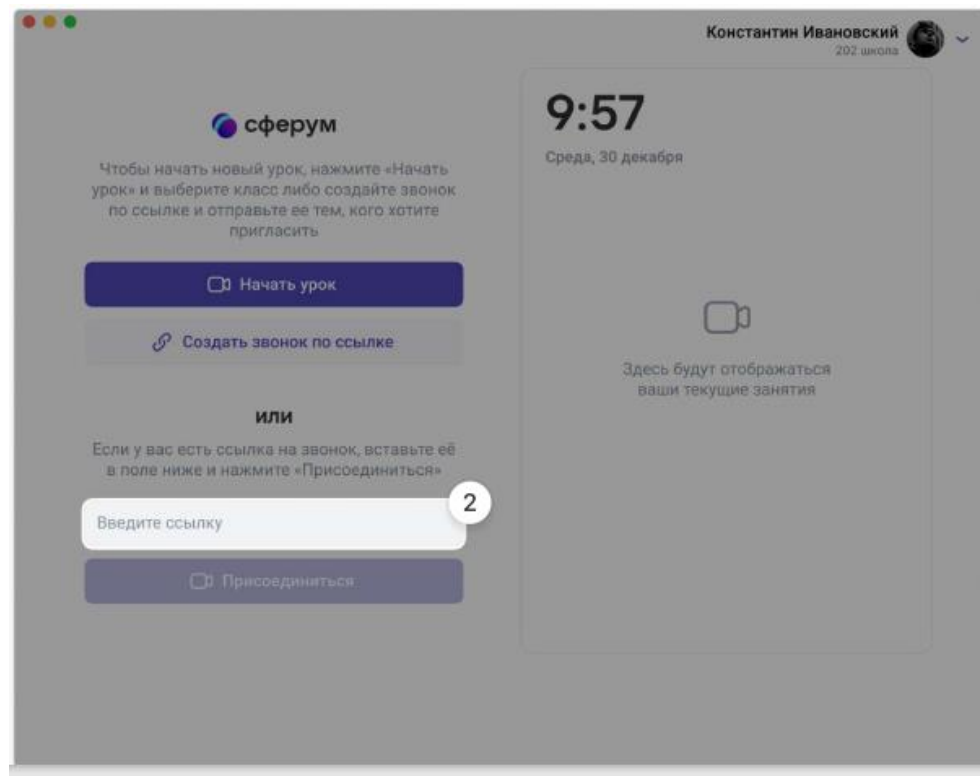 Константин Ивановский
202 школа
сферум
Чтобы начать новый урок, нажмите «Начать
урок» и выберите класс либо создайте звонок
по ссылке и отправьте ее тем, кого хотите
пригласить
Начать урок
Создать звонок по ссылке
или
Если у вас есть ссылка на звонок, вставьте её
в поле ниже и нажмите «Присоединиться»
2
Введите ссылку
Присоединиться
9:57
Среда, 30 декабря
Здесь будут отображаться
ваши текущие занятия